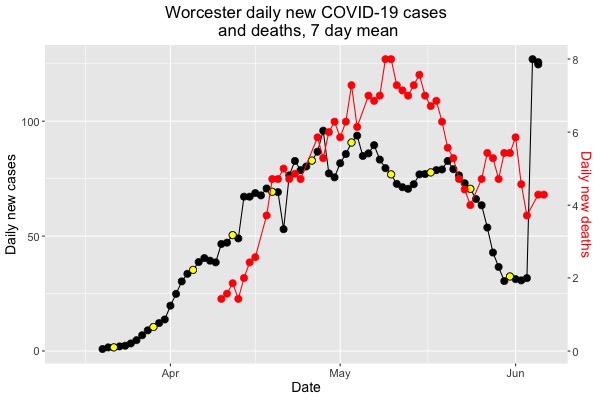 Worcester daily new COVID-19 cases
and deaths, 7 day mean
Daily new cases
100
50
0
8
6
4
2
0
Daily new deaths
Apr
May
Jun
Date